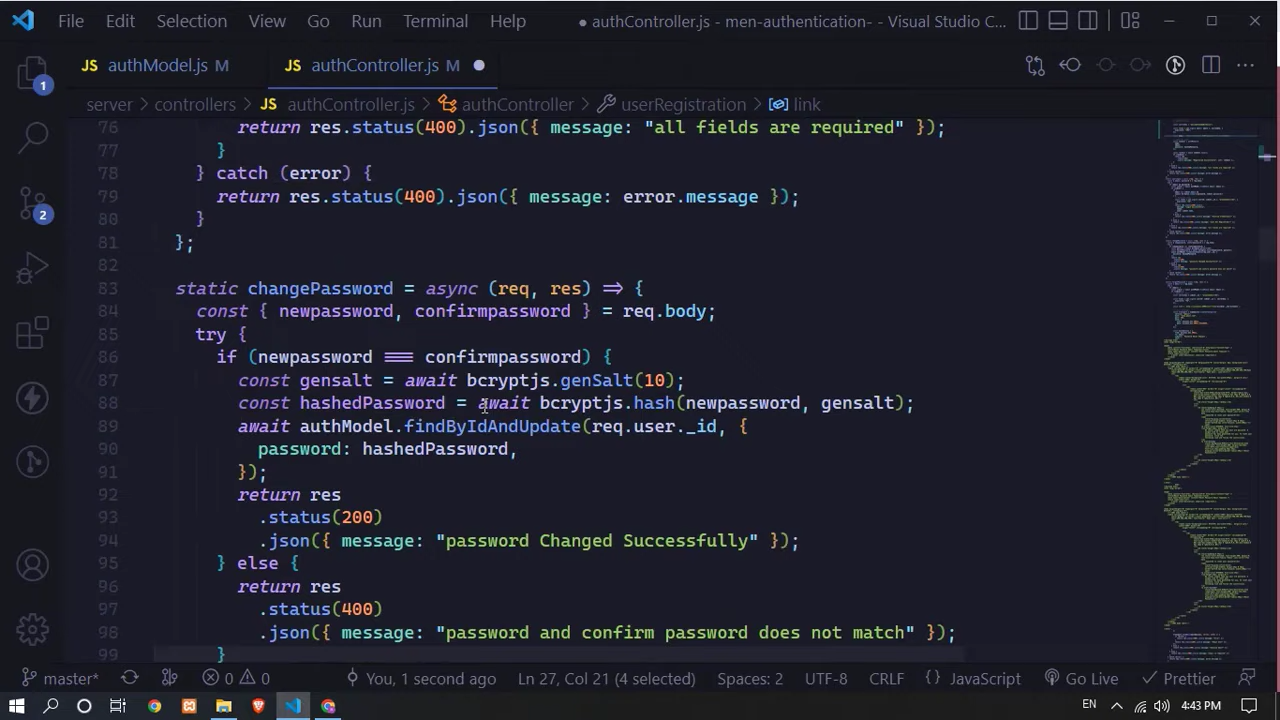 File Edit Selection View Go Run Terminal Help
● authController.js - men-authentication- - Visual Studio C...
JS authModel.js M
JS authController.js M ●
server > controllers > JS authController.js > authController > userRegistration > link
76 return res.status(400).json({ message: "all fields are required" });
77 }
78 } catch (error) {
79 return res.status(400).json({ message: error.message });
80 }
81 };
82
83 static changePassword = async (req, res) => {
84 const { newpassword, confirmpassword } = req.body;
85 try {
86 if (newpassword === confirmpassword) {
87 const gensalt = await bcryptjs.genSalt(10);
88 const hashedPassword = await bcryptjs.hash(newpassword, gensalt);
89 await authModel.findByIdAndUpdate(req.user._id, {
90 password: hashedPassword,
91 });
92 return res
93 .status(200)
94 .json({ message: "password Changed Successfully" });
95 } else {
96 return res
97 .status(400)
98 .json({ message: "password and confirm password does not match" });
99 }
1
2
master* 0 0 You, 1 second ago Ln 27, Col 21 (4 selected) Spaces: 2 UTF-8 CRLF {} JavaScript Go Live Prettier
EN 4:43 PM